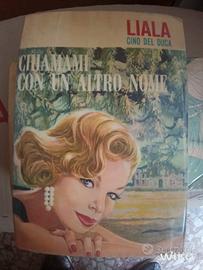 LIALA
CINO DEL DUCA
CHIAMAMI
CON UN ALTRO NOME